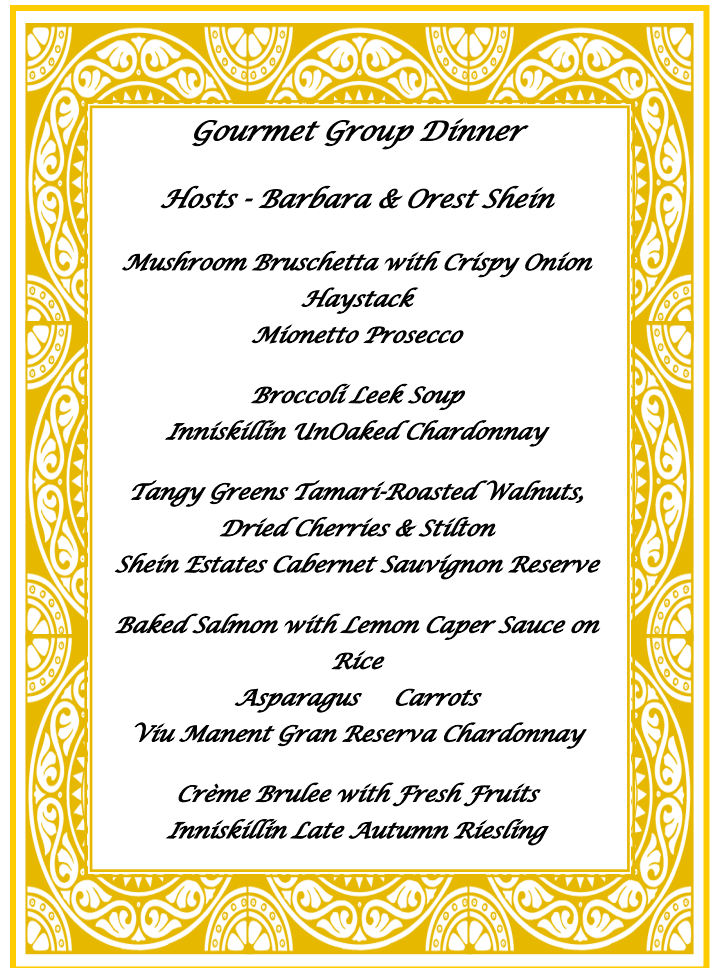 Gourmet Group Dinner
Hosts - Barbara & Orest Shein
Mushroom Bruschetta with Crispy Onion
Haystack
Mionetto Prosecco
Broccoli Leek Soup
Inniskillin UnOaked Chardonnay
Tangy Greens Tamari-Roasted Walnuts,
Dried Cherries & Stilton
Shein Estates Cabernet Sauvignon Reserve
Baked Salmon with Lemon Caper Sauce on
Rice
Asparagus Carrots
Viu Manent Gran Reserva Chardonnay
Crème Brulee with Fresh Fruits
Inniskillin Late Autumn Riesling